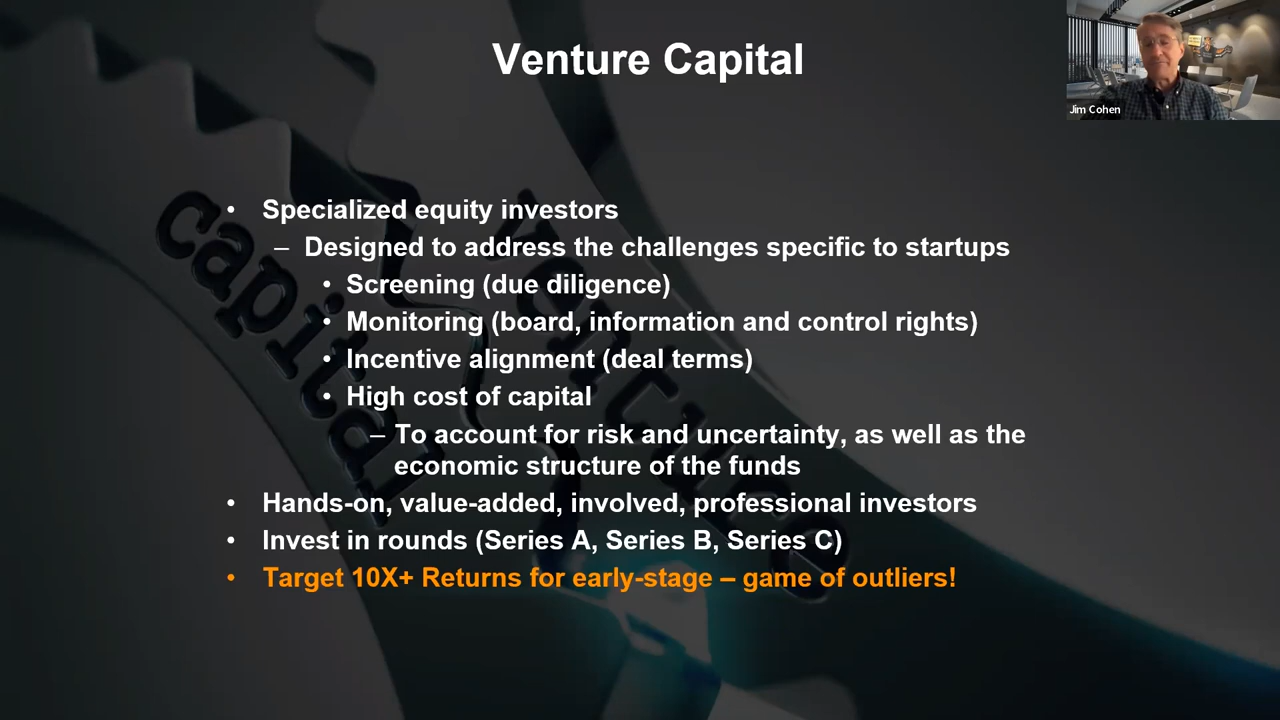 Venture Capital
Jim Cohen
• Specialized equity investors
– Designed to address the challenges specific to startups
• Screening (due diligence)
• Monitoring (board, information and control rights)
• Incentive alignment (deal terms)
• High cost of capital
– To account for risk and uncertainty, as well as the
economic structure of the funds
• Hands-on, value-added, involved, professional investors
• Invest in rounds (Series A, Series B, Series C)
• Target 10X+ Returns for early-stage – game of outliers!
capital
venture